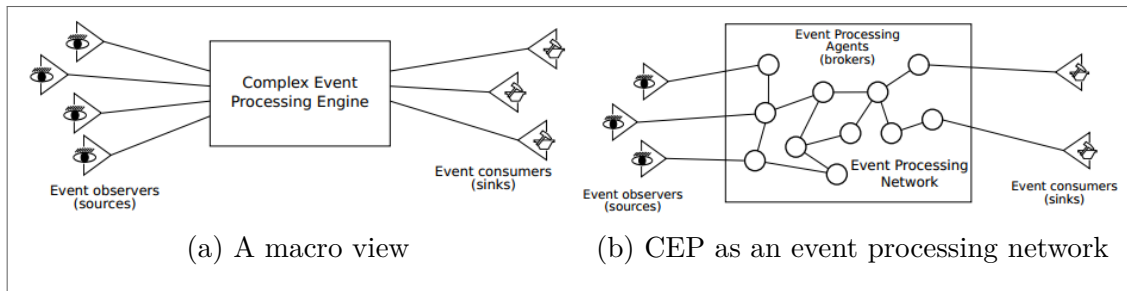 Complex Event
Processing Engine
Event observers
(sources)
Event consumers
(sinks)
(a) A macro view
Event Processing
Agents
(brokers)
Event Processing
Network
Event observers
(sources)
Event consumers
(sinks)
(b) CEP as an event processing network